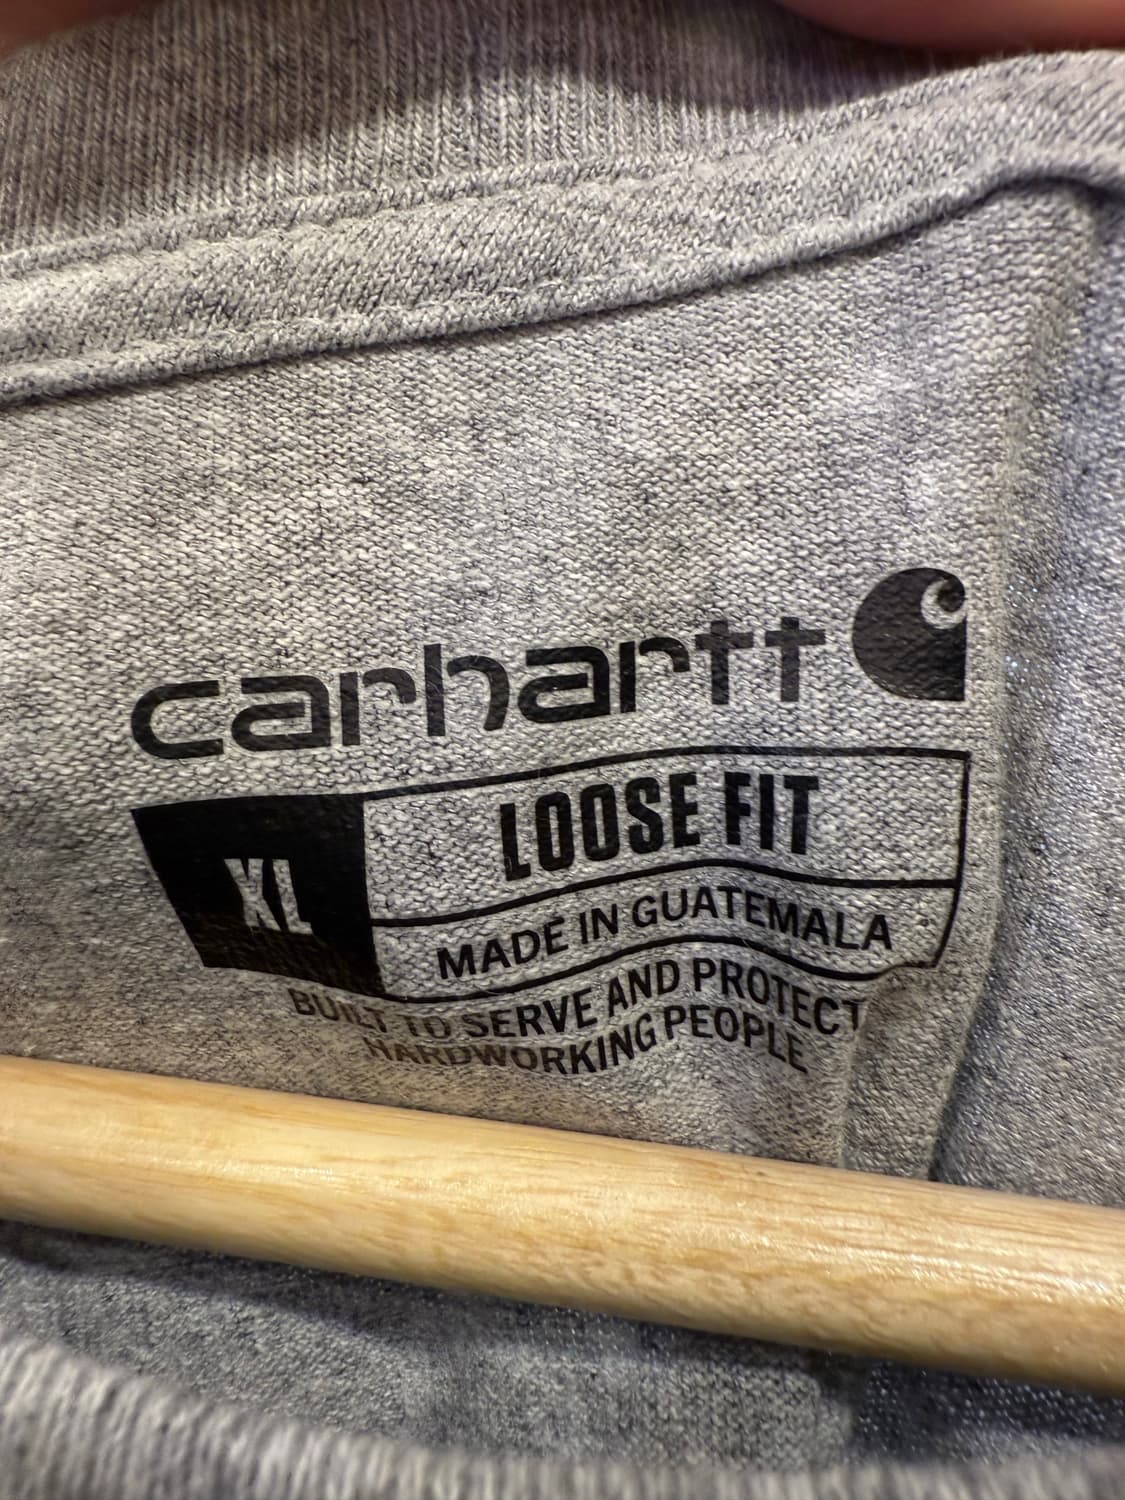 carhartt
XL
LOOSE FIT
MADE IN GUATEMALA
BUILT TO SERVE AND PROTECT
HARDWORKING PEOPLE